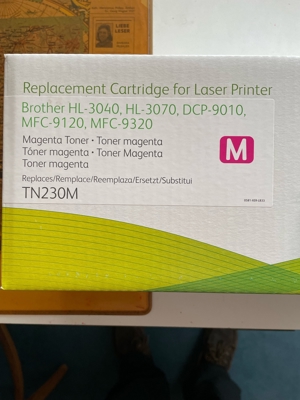 Replacement Cartridge for Laser Printer
Brother HL-3040, HL-3070, DCP-9010,
MFC-9120, MFC-9320
Magenta Toner • Toner magenta
Tóner magenta • Toner Magenta
Toner magenta
M
Replaces/Remplace/Reemplaza/Ersetzt/Substitui
TN230M